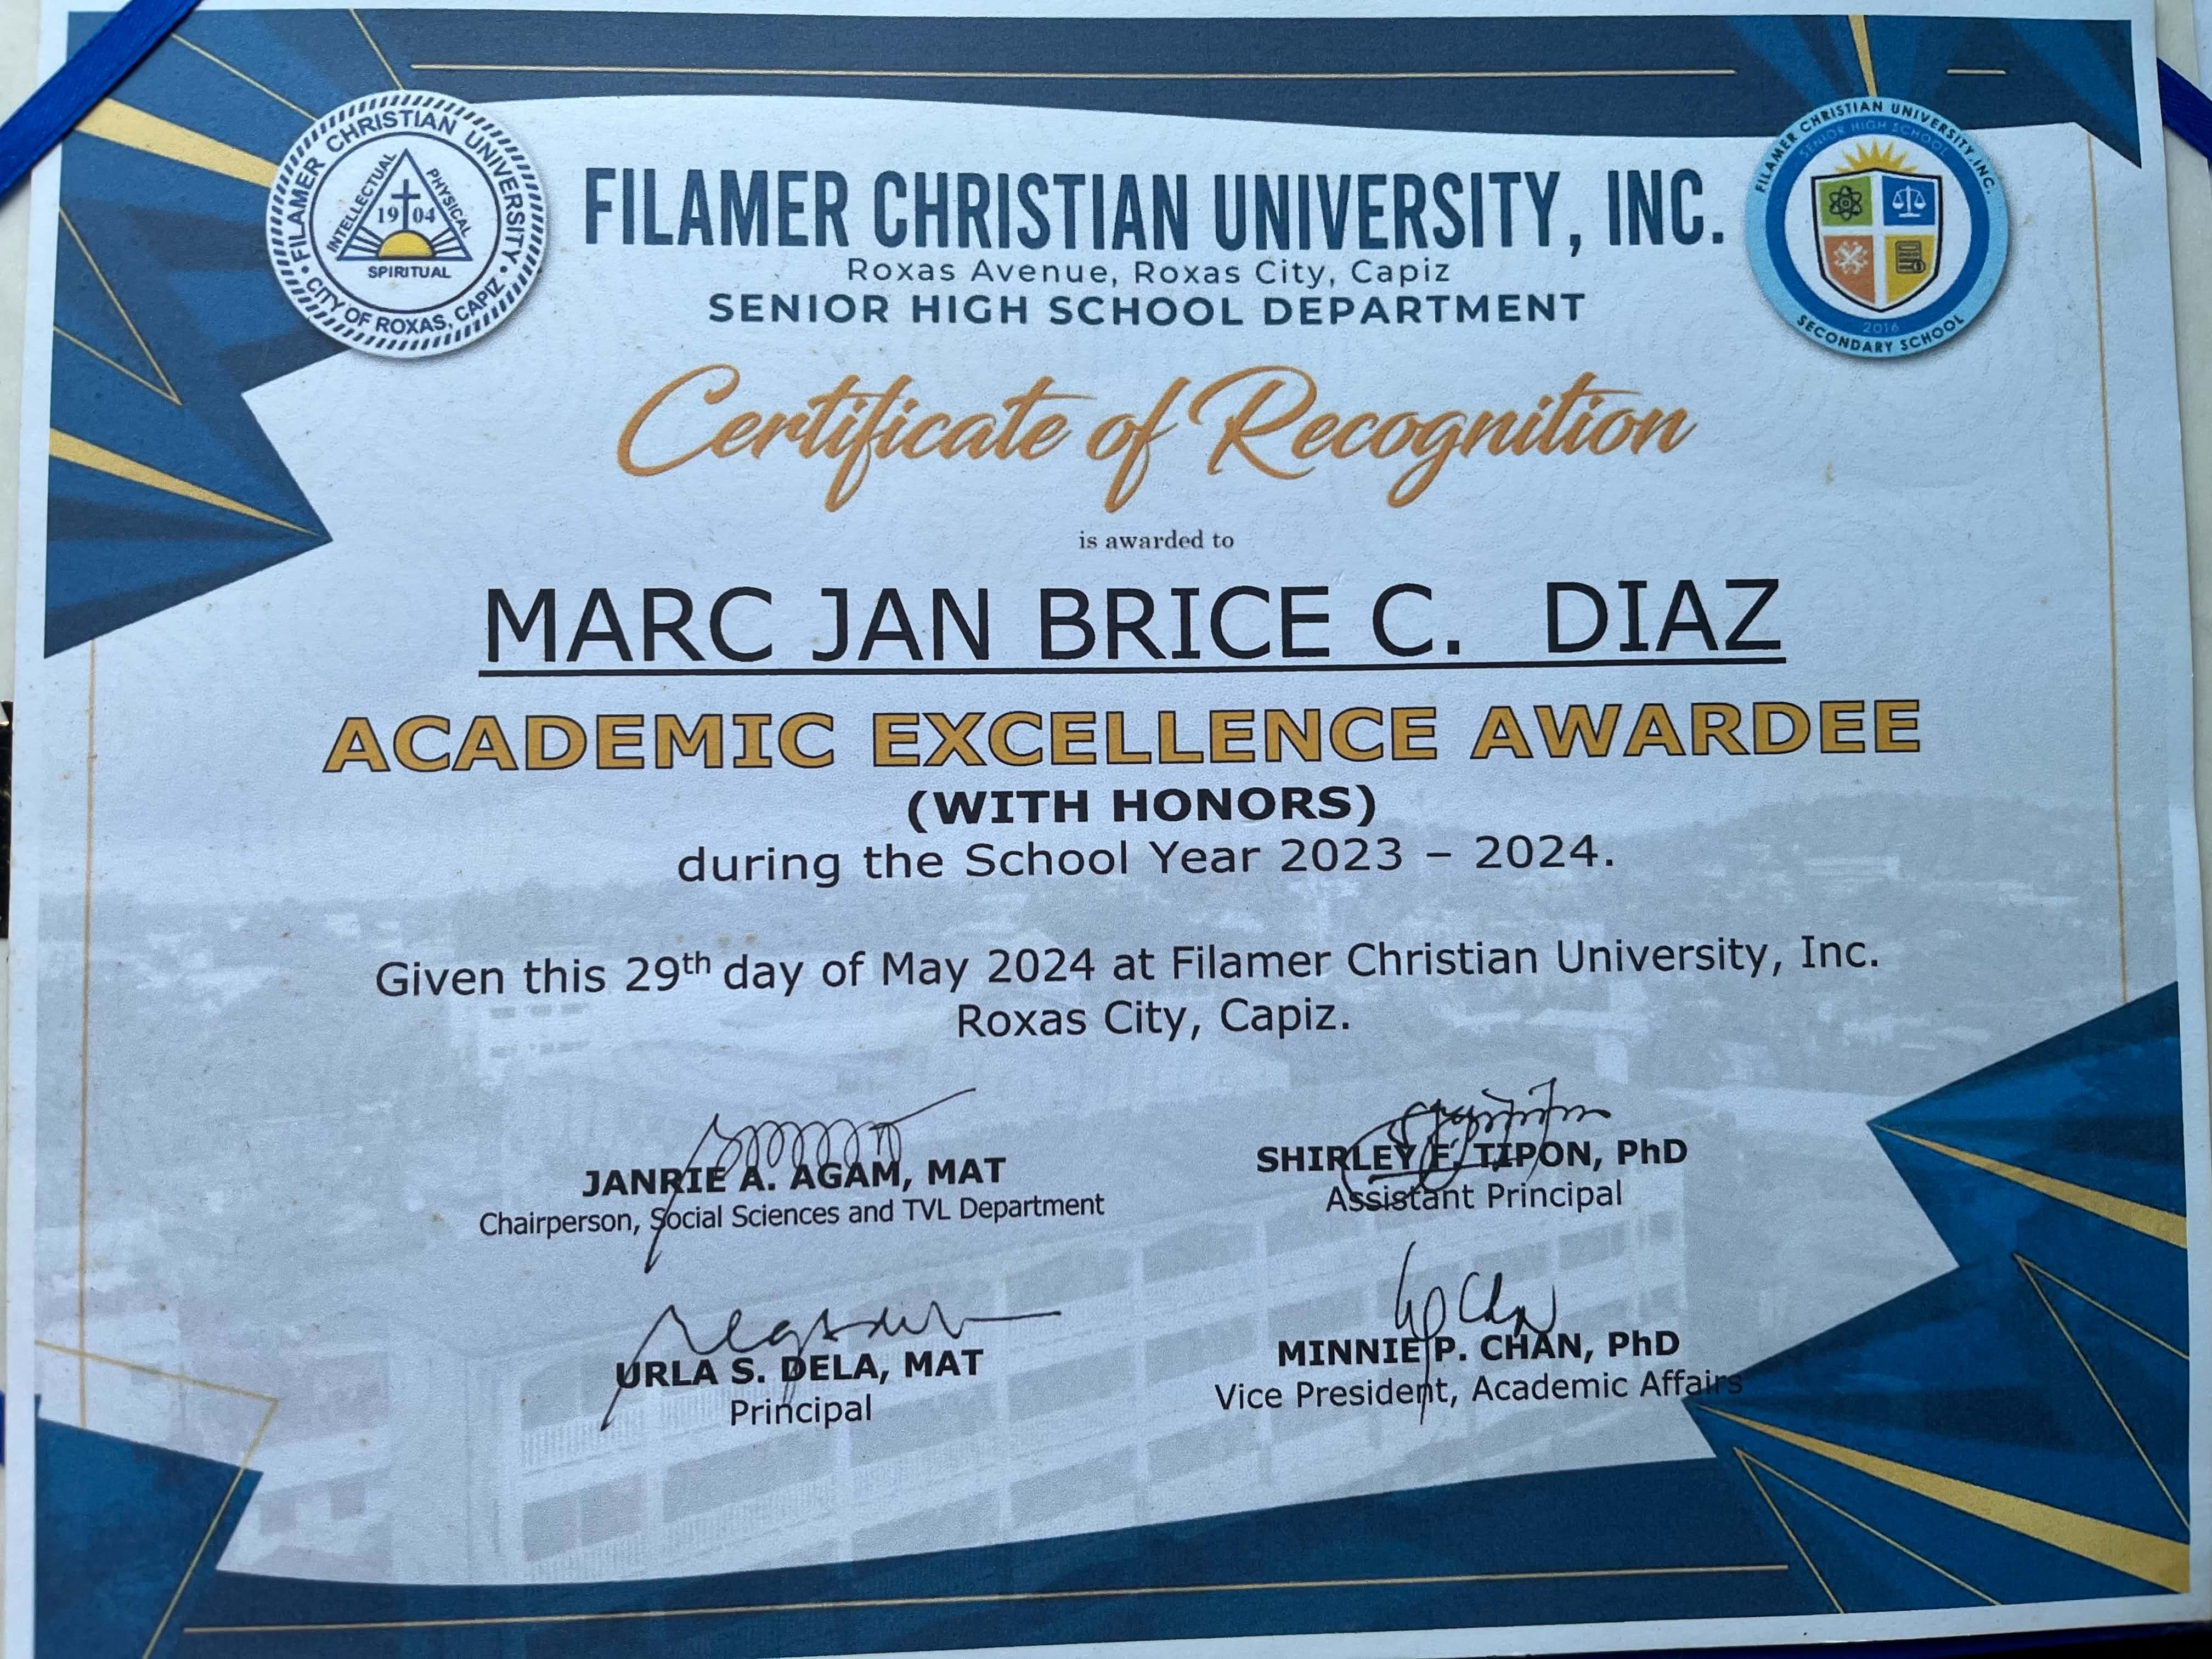 FILAMER CHRISTIAN UNIVERSITY
INTELLECTUAL
PHYSICAL
19 04
SPIRITUAL
CITY OF ROXAS, CAPIZ
FILAMER CHRISTIAN UNIVERSITY, INC.
Roxas Avenue, Roxas City, Capiz
SENIOR HIGH SCHOOL DEPARTMENT
FILAMER CHRISTIAN UNIVERSITY, INC.
SENIOR HIGH SCHOOL
2016
SECONDARY SCHOOL
Certificate of Recognition
is awarded to
MARC JAN BRICE C. DIAZ
ACADEMIC EXCELLENCE AWARDEE
(WITH HONORS)
during the School Year 2023 – 2024.
Given this 29th day of May 2024 at Filamer Christian University, Inc.
Roxas City, Capiz.
JANRIE A. AGAM, MAT
Chairperson, Social Sciences and TVL Department
SHIRLEY F. TIPON, PhD
Assistant Principal
URLA S. DELA, MAT
Principal
MINNIE P. CHAN, PhD
Vice President, Academic Affairs